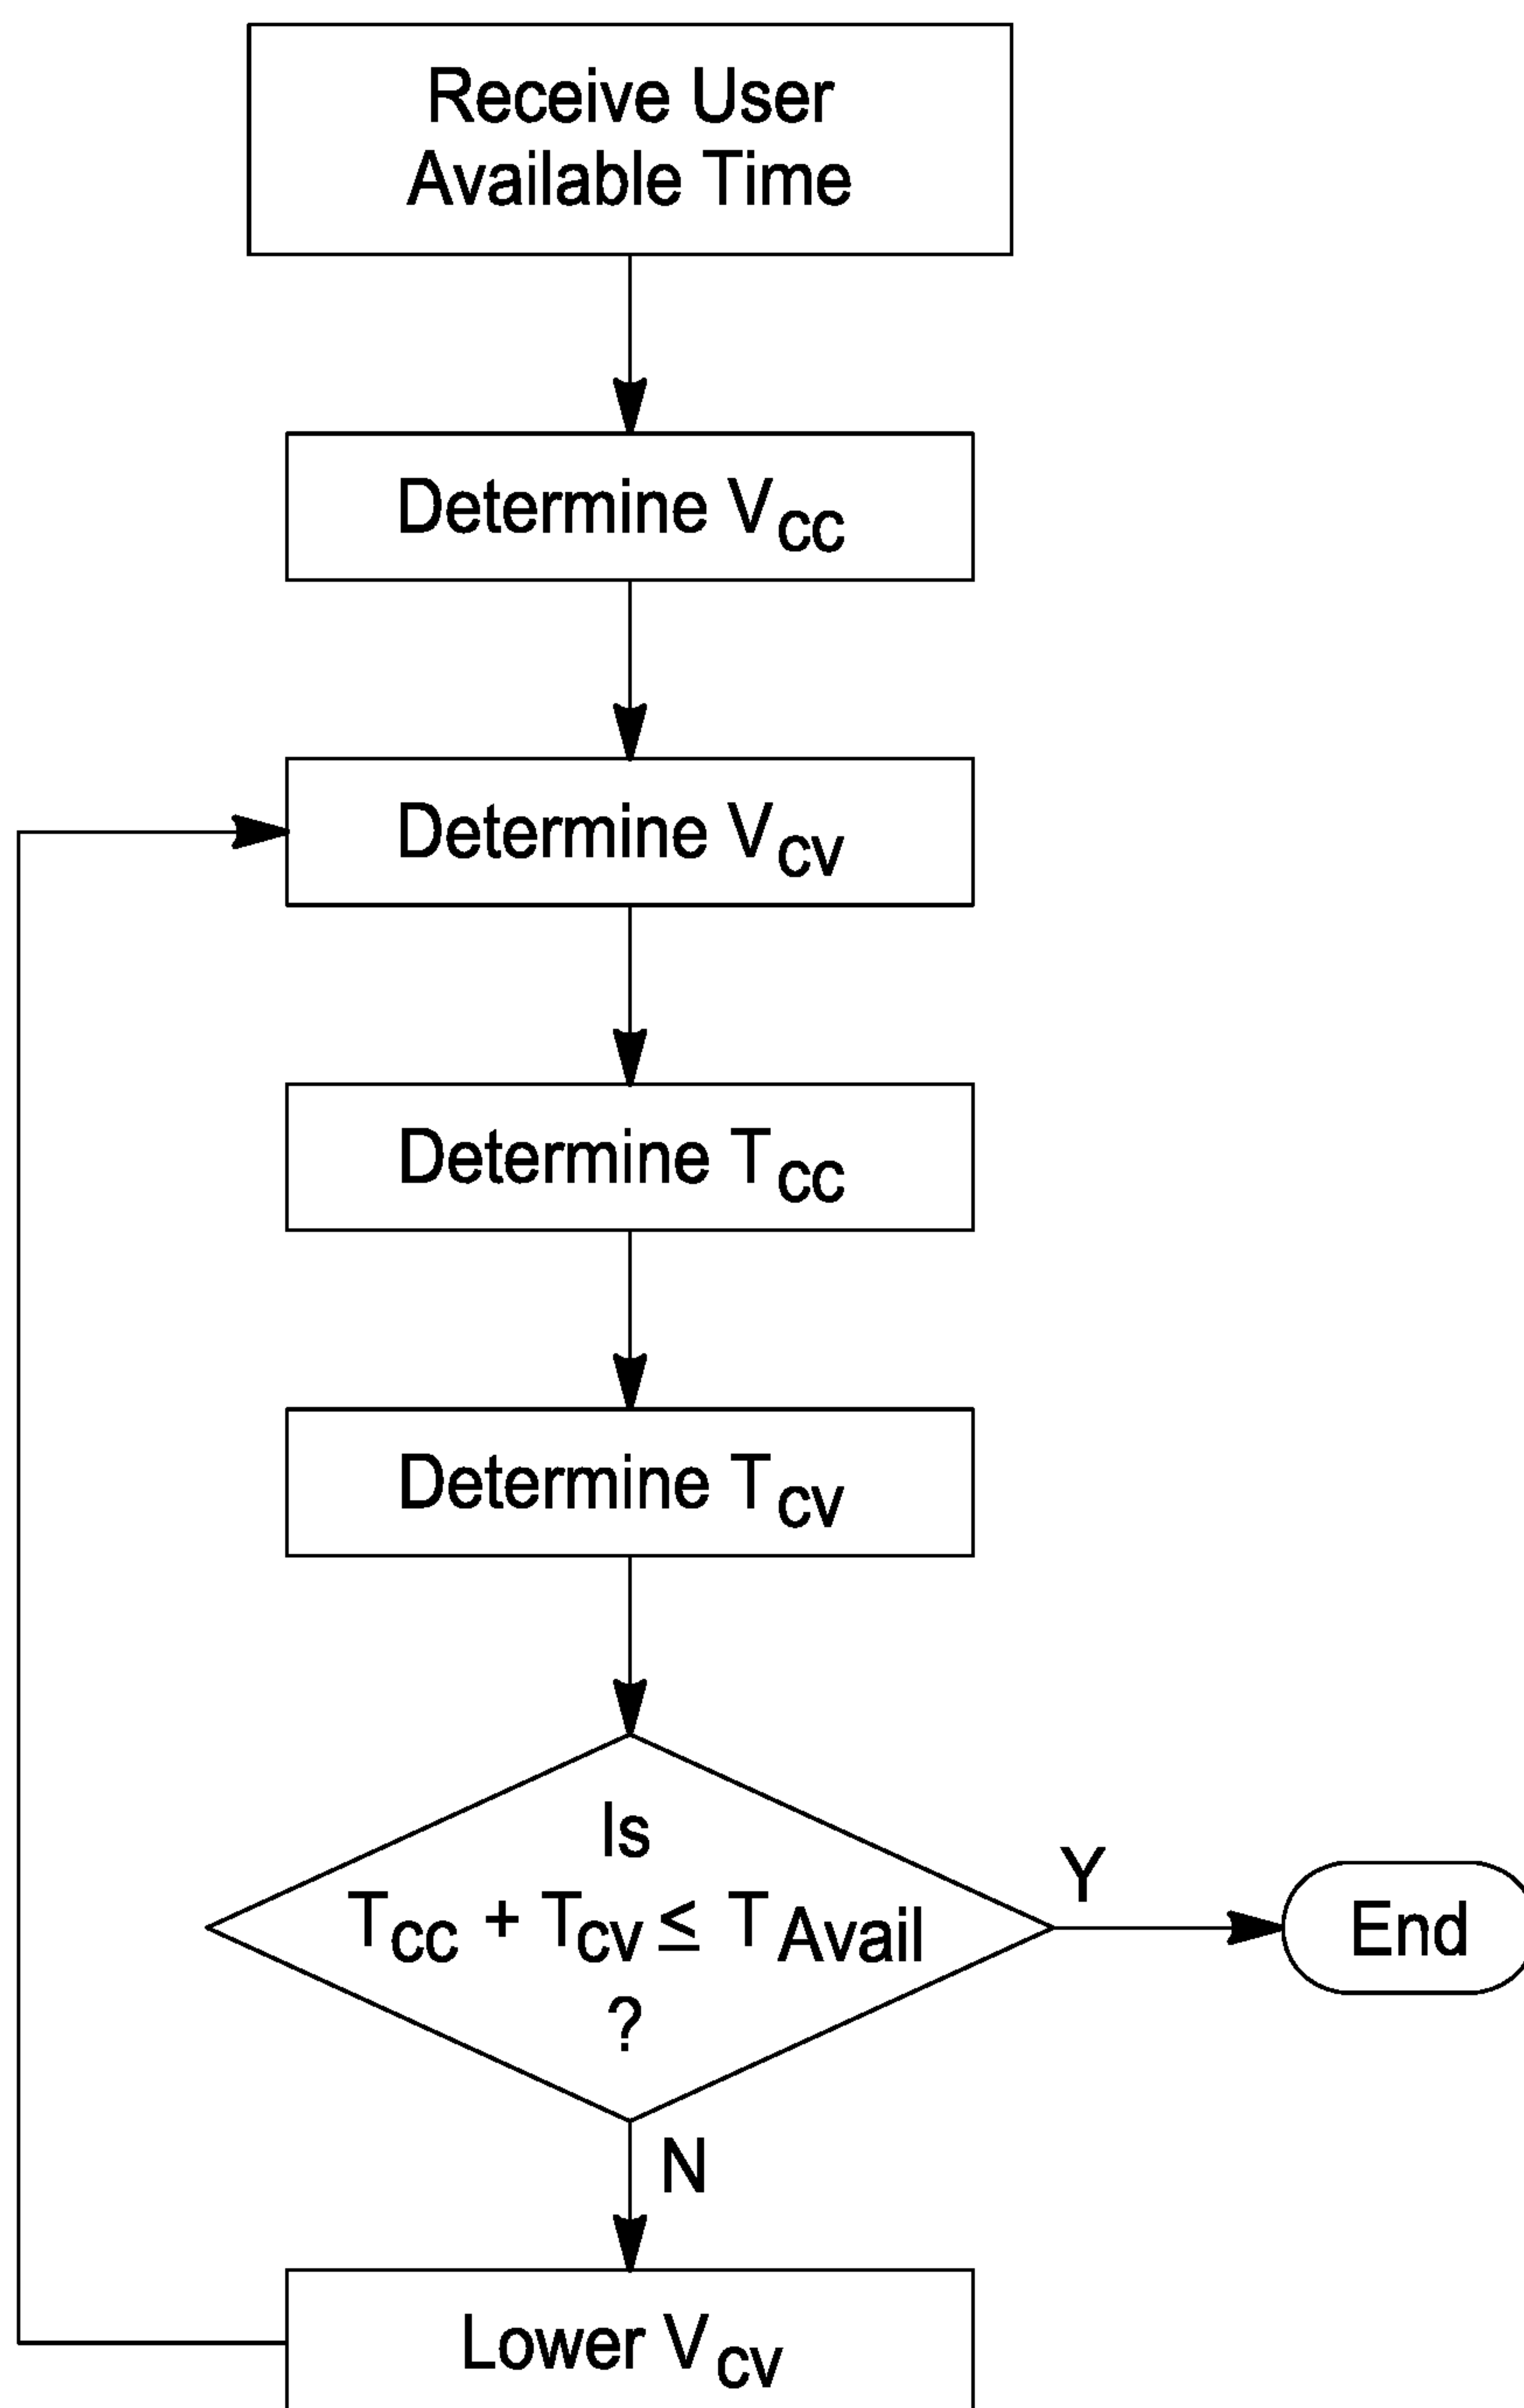 Receive User
Available Time
Determine Vcc
Determine Vcv
Determine Tcc
Determine Tcv
Is
Tcc + Tcv ≤ TAvail
?
Y
End
N
Lower Vcv